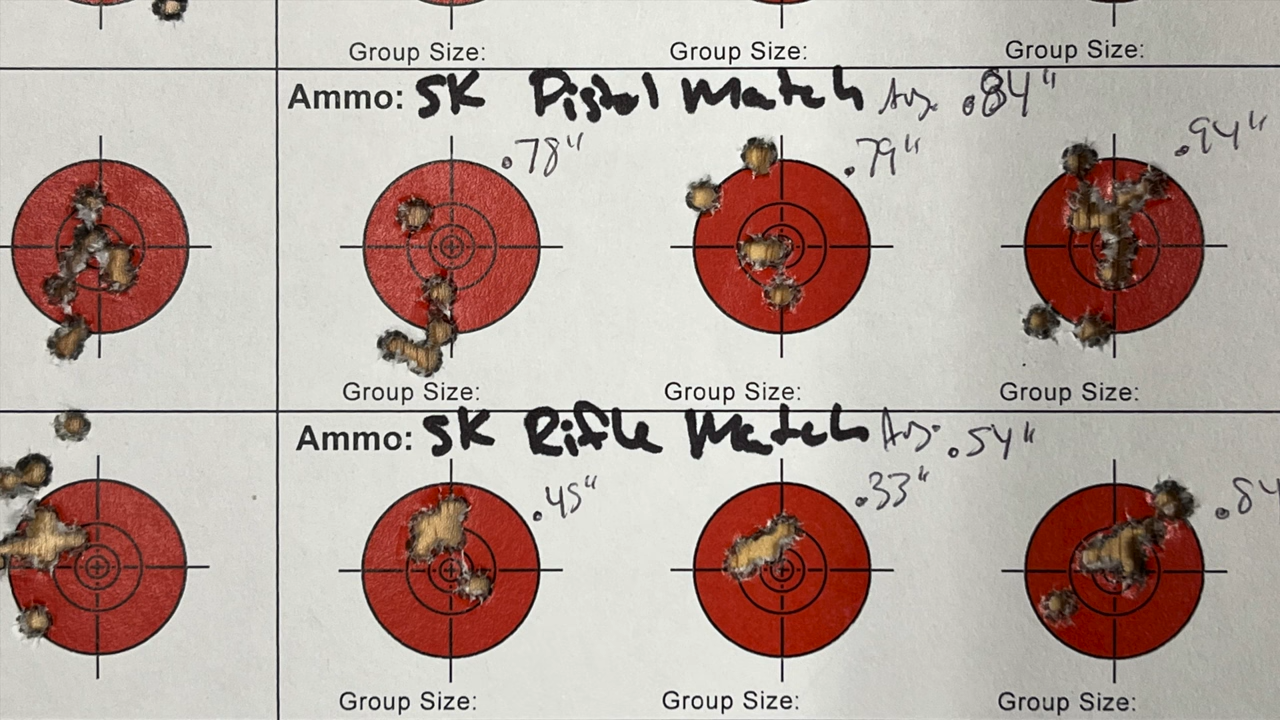 Group Size: Group Size: Group Size:
Ammo: SK Pistol Match Avg. .84"
.78" .79" .94"
Group Size: Group Size: Group Size:
Ammo: SK Rifle Match Avg. .54"
.45" .33" .84
Group Size: Group Size: Group Size: